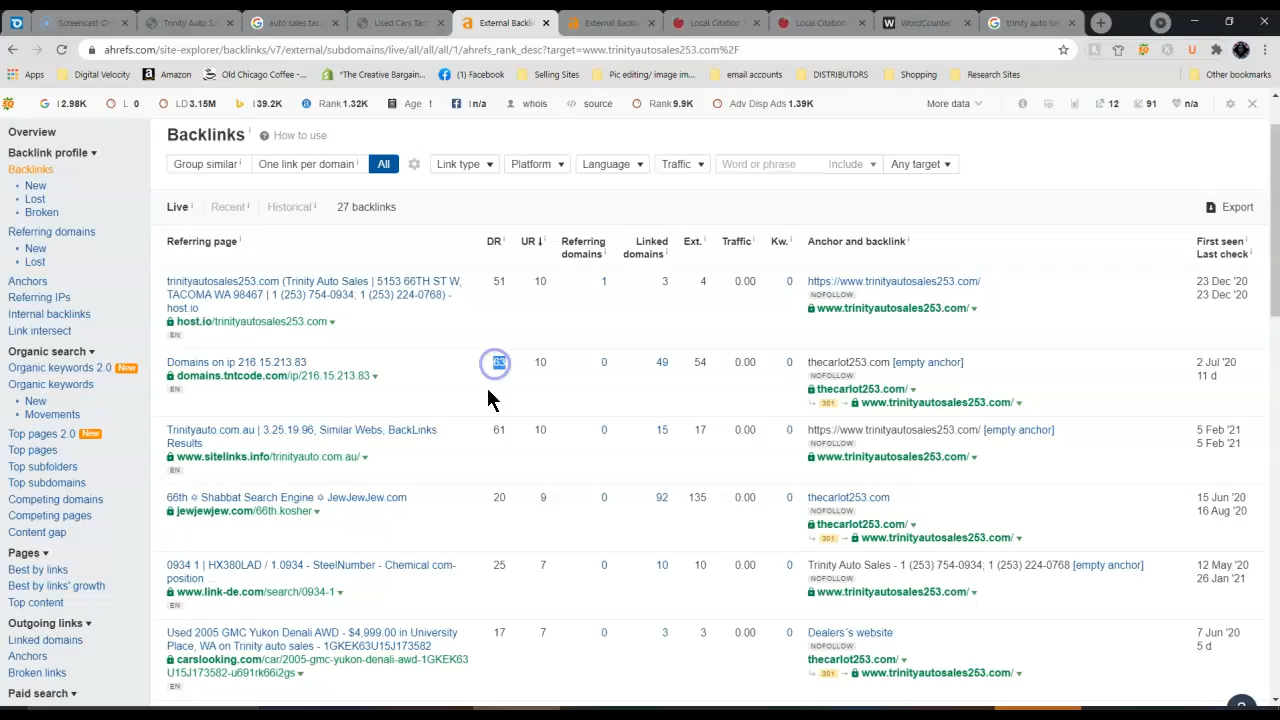 Screencast-Ch
Trinity Auto Sa
auto sales taco
Used Cars Tac
External Backli
External Backli
Local Citation
Local Citation
WordCounter
trinity auto sal
ahrefs.com/site-explorer/backlinks/v7/external/subdomains/live/all/all/all/1/ahrefs_rank_desc?target=www.trinityautosales253.com%2F
Apps
Digital Velocity
Amazon
Old Chicago Coffee -...
"The Creative Bargain...
(1) Facebook
Selling Sites
Pic editing/ image im...
email accounts
DISTRIBUTORS
Shopping
Research Sites
Other bookmarks
I 2.98K
L 0
LD 3.15M
I 39.2K
Rank 1.32K
Age !
I n/a
whois
source
Rank 9.9K
Adv Disp Ads 1.39K
More data
12
91
n/a
Overview
Backlink profile
Backlinks
New
Lost
Broken
Referring domains
New
Lost
Anchors
Referring IPs
Internal backlinks
Link intersect
Organic search
Organic keywords 2.0 New
Organic keywords
New
Movements
Top pages 2.0 New
Top pages
Top subfolders
Top subdomains
Competing domains
Competing pages
Content gap
Pages
Best by links
Best by links' growth
Top content
Outgoing links
Linked domains
Anchors
Broken links
Paid search
Backlinks How to use
Group similar One link per domain All Link type Platform Language Traffic Word or phrase Include Any target
Live Recent Historical 27 backlinks Export
Referring page DR UR Referring domains Linked domains Ext. Traffic Kw. Anchor and backlink First seen Last check
trinityautosales253.com (Trinity Auto Sales | 5153 66TH ST W, 51 10 1 3 4 0.00 0 https://www.trinityautosales253.com/ 23 Dec '20
TACOMA WA 98467 | 1 (253) 754-0934; 1 (253) 224-0768) - NOFOLLOW 23 Dec '20
host.io www.trinityautosales253.com/
host.io/trinityautosales253.com
EN
Domains on ip 216.15.213.83 63 10 0 49 54 0.00 0 thecarlot253.com [empty anchor] 2 Jul '20
domains.tntcode.com/ip/216.15.213.83 NOFOLLOW 11 d
EN thecarlot253.com/
301 → www.trinityautosales253.com/
Trinityauto.com.au | 3.25.19.96, Similar Webs, BackLinks 61 10 0 15 17 0.00 0 https://www.trinityautosales253.com/ [empty anchor] 5 Feb '21
Results NOFOLLOW 5 Feb '21
www.sitelinks.info/trinityauto.com.au/ www.trinityautosales253.com/
EN
66th ✡ Shabbat Search Engine ✡ JewJewJew.com 20 9 0 92 135 0.00 0 thecarlot253.com 15 Jun '20
jewjewjew.com/66th.kosher NOFOLLOW 16 Aug '20
thecarlot253.com/
301 → www.trinityautosales253.com/
0934 1 | HX380LAD / 1.0934 - SteelNumber - Chemical com- 25 7 0 10 10 0.00 0 Trinity Auto Sales - 1 (253) 754-0934; 1 (253) 224-0768 [empty anchor] 12 May '20
position ... NOFOLLOW 26 Jan '21
www.link-de.com/search/0934-1 www.trinityautosales253.com/
EN
Used 2005 GMC Yukon Denali AWD - $4,999.00 in University 17 7 0 3 3 0.00 0 Dealers´s website 7 Jun '20
Place, WA on Trinity auto sales - 1GKEK63U15J173582 NOFOLLOW 5 d
carslooking.com/car/2005-gmc-yukon-denali-awd-1GKEK63 thecarlot253.com/
U15J173582-u691rk66i2gs 301 → www.trinityautosales253.com/
EN